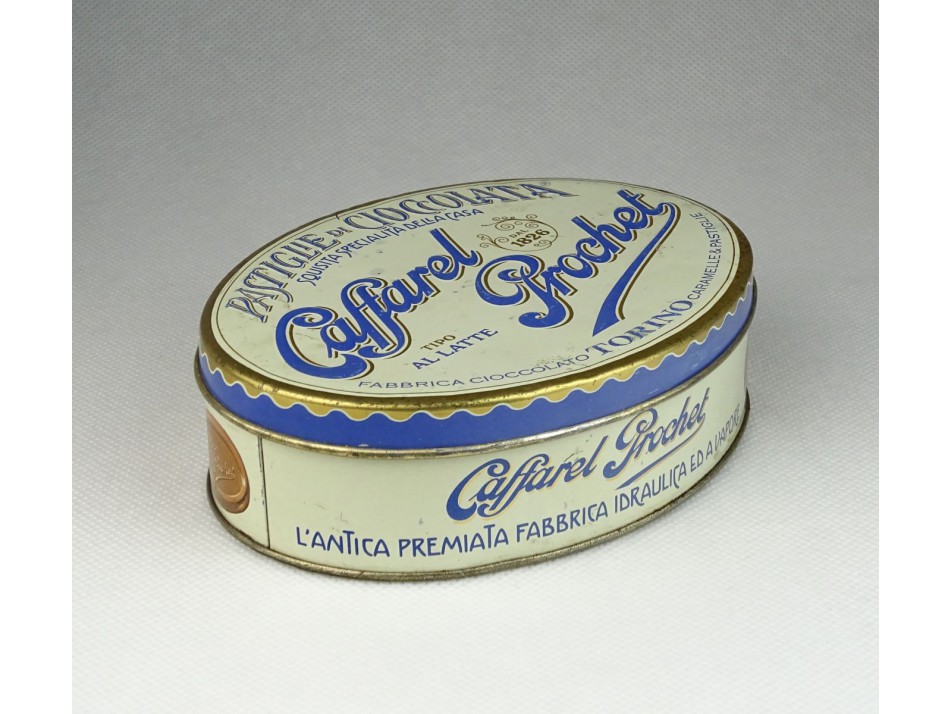 PASTIGLIE DI CIOCCOLATA
SQUISITA SPECIALITÀ DELLA CASA
Caffarel Prochet
DAL 1826
TIPO
AL LATTE
FABBRICA CIOCCOLATO TORINO CARAMELLE & PASTIGLIE
Caffarel Prochet
L'ANTICA PREMIATA FABBRICA IDRAULICA ED A VAPORE